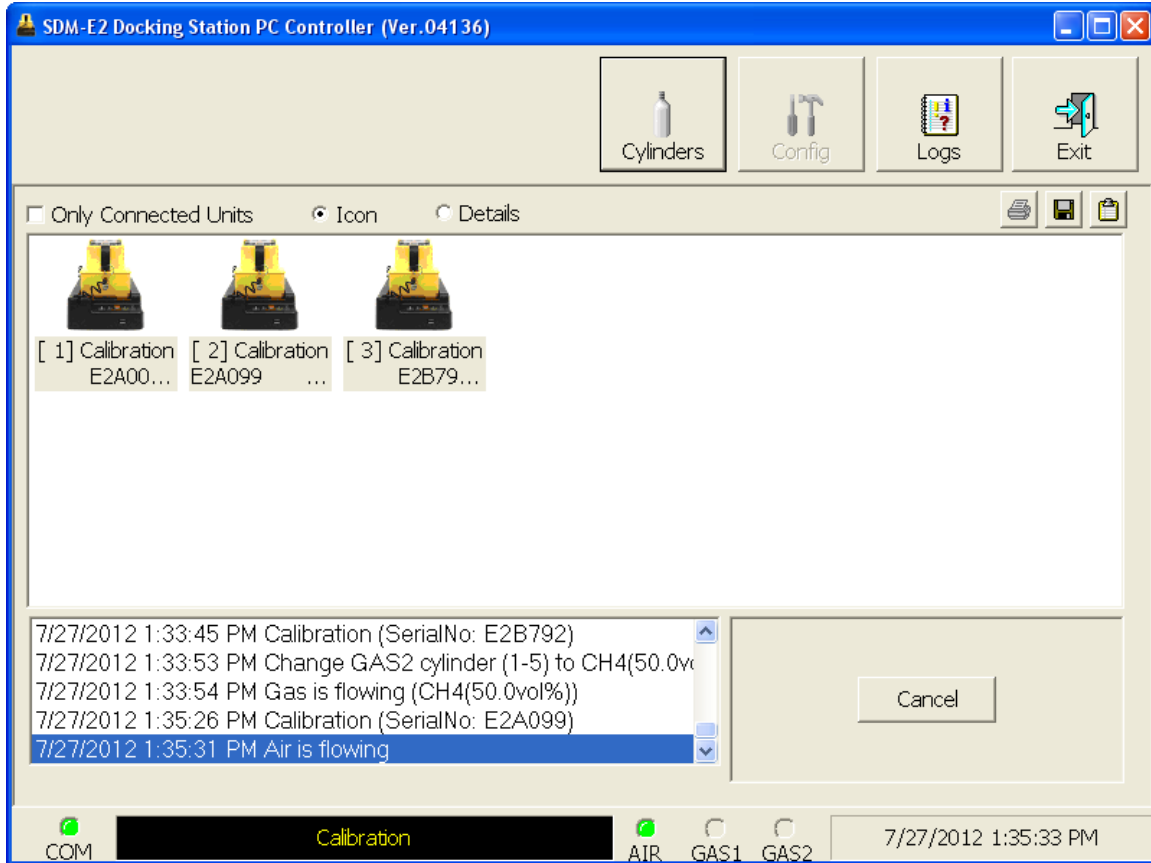 SDM-E2 Docking Station PC Controller (Ver.04136)
Cylinders Config Logs Exit
Only Connected Units Icon Details
[ 1] Calibration [ 2] Calibration [ 3] Calibration
E2A00... E2A099 ... E2B79...
7/27/2012 1:33:45 PM Calibration (SerialNo: E2B792)
7/27/2012 1:33:53 PM Change GAS2 cylinder (1-5) to CH4(50.0vo
7/27/2012 1:33:54 PM Gas is flowing (CH4(50.0vol%))
7/27/2012 1:35:26 PM Calibration (SerialNo: E2A099)
7/27/2012 1:35:31 PM Air is flowing
Cancel
COM Calibration AIR GAS1 GAS2 7/27/2012 1:35:33 PM